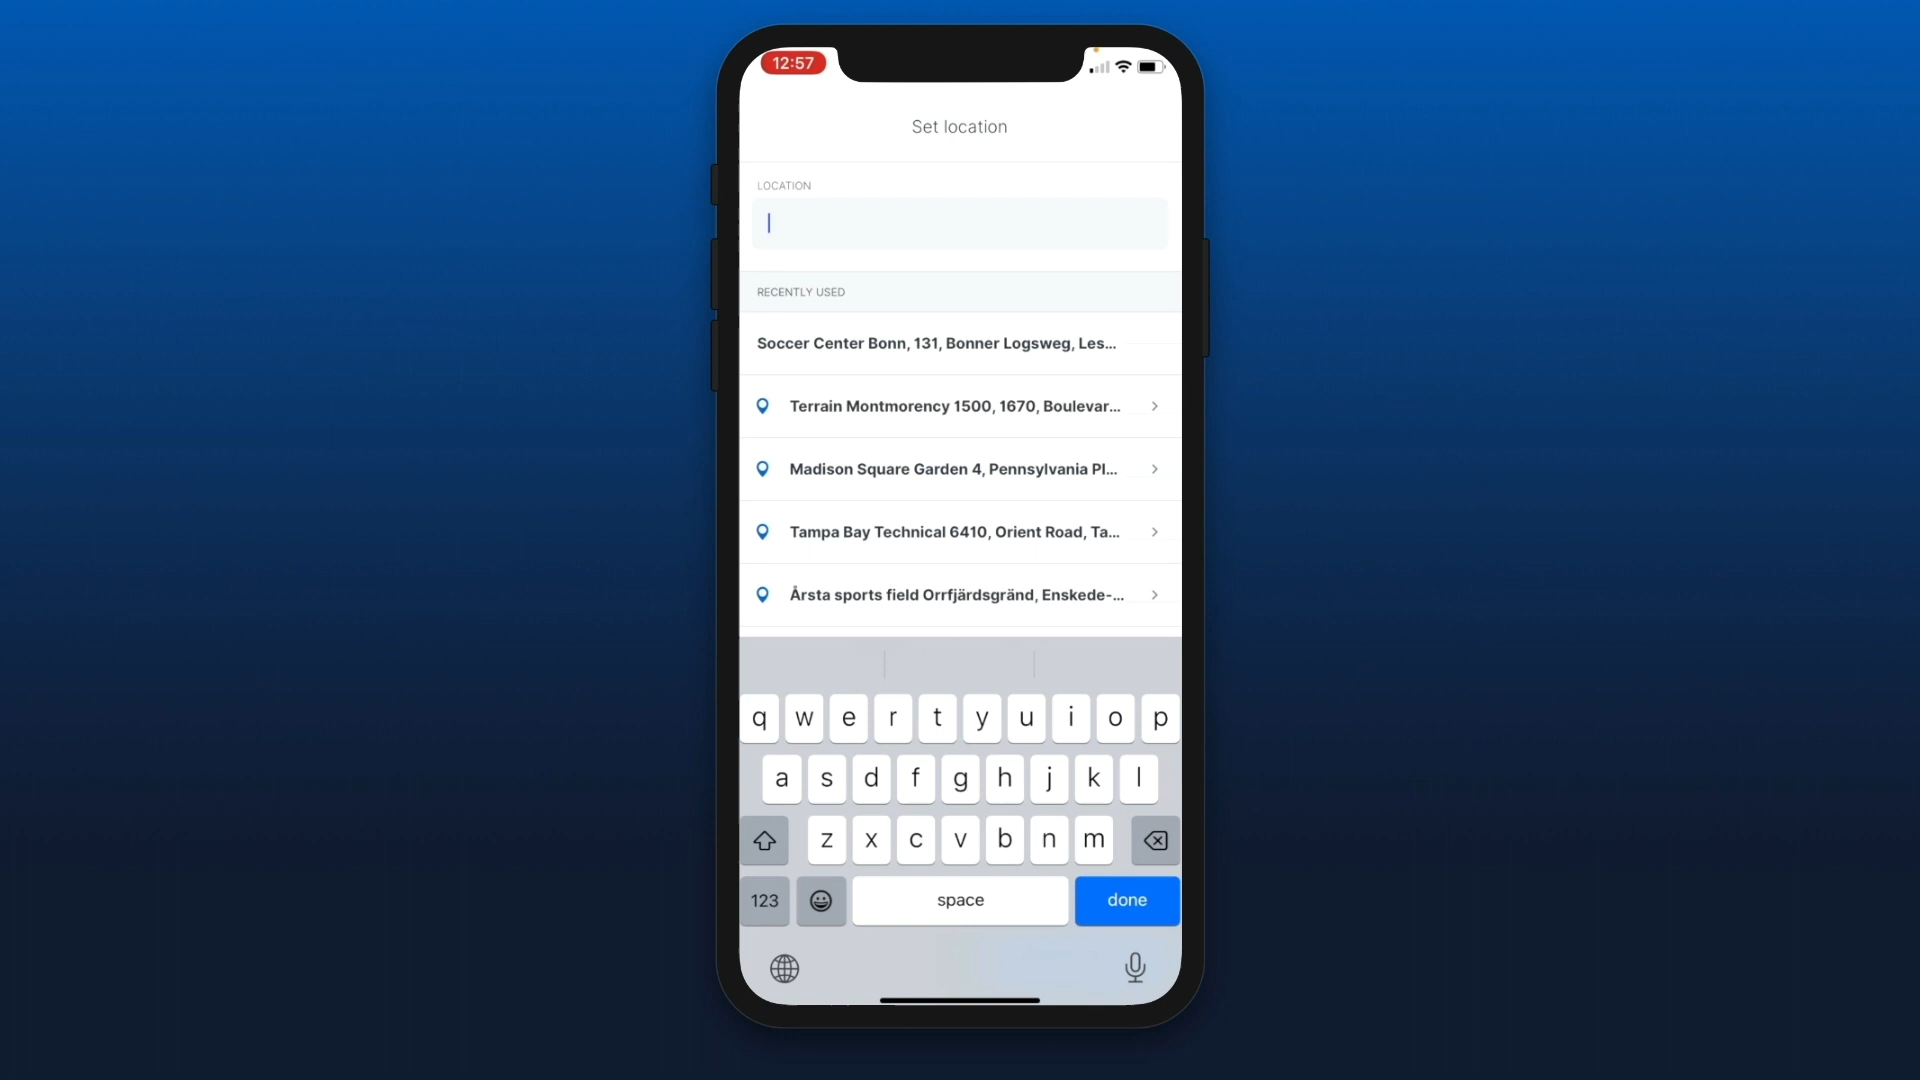 12:57
Set location
LOCATION
RECENTLY USED
Soccer Center Bonn, 131, Bonner Logsweg, Les...
Terrain Montmorency 1500, 1670, Boulevar...
Madison Square Garden 4, Pennsylvania Pl...
Tampa Bay Technical 6410, Orient Road, Ta...
Årsta sports field Orrfjärdsgränd, Enskede-...
q w e r t y u i o p
a s d f g h j k l
z x c v b n m
123 space done